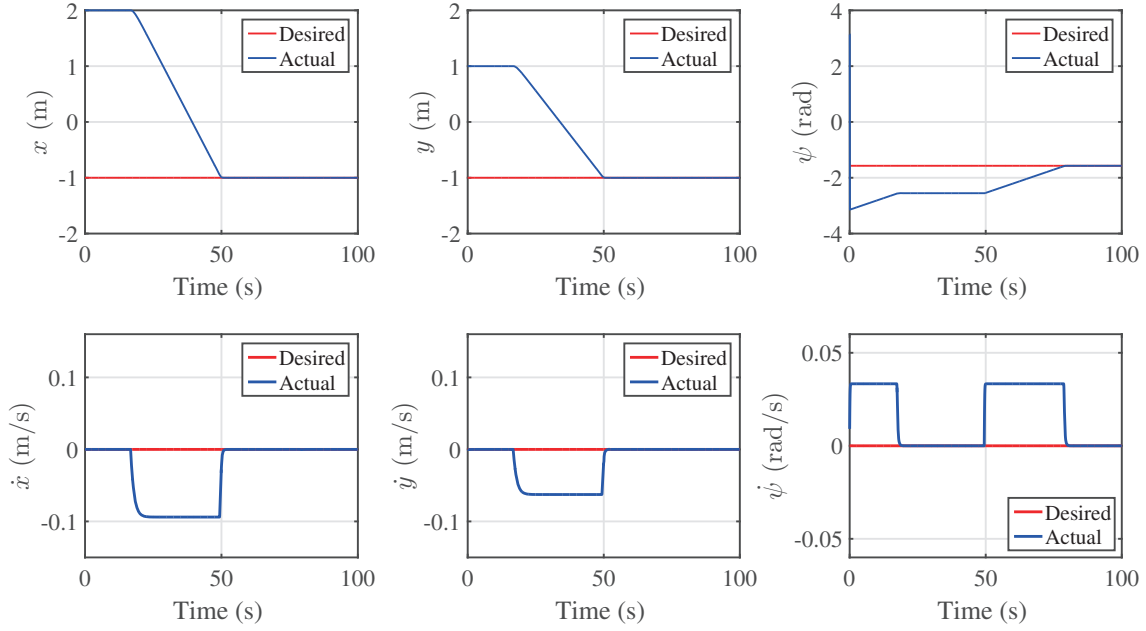 2
1
0
-1
-2
x (m)
Desired
Actual
0
50
100
Time (s)
2
1
0
-1
-2
y (m)
Desired
Actual
0
50
100
Time (s)
4
2
0
-2
-4
ψ (rad)
Desired
Actual
0
50
100
Time (s)
0.1
0
-0.1
ẋ (m/s)
Desired
Actual
0
50
100
Time (s)
0.1
0
-0.1
ẏ (m/s)
Desired
Actual
0
50
100
Time (s)
0.05
0
-0.05
ψ̇ (rad/s)
Desired
Actual
0
50
100
Time (s)